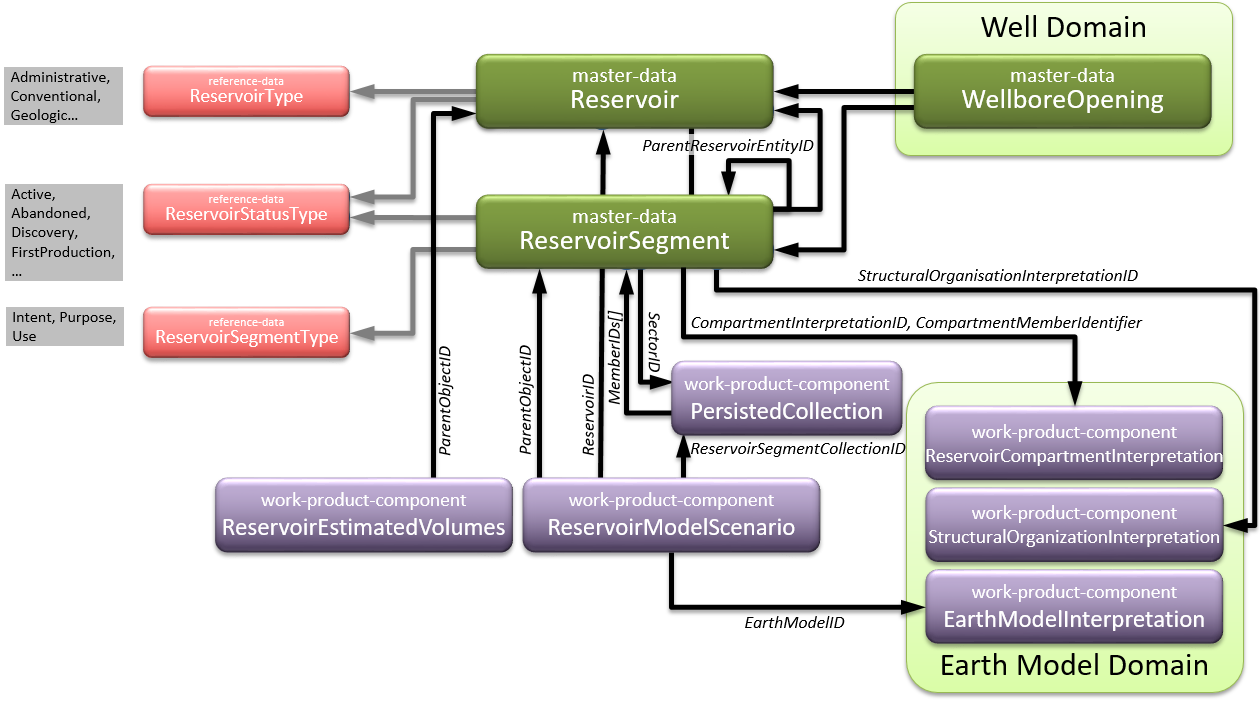 Well Domain
master-data
WellboreOpening
master-data
Reservoir
reference-data
ReservoirType
Administrative,
Conventional,
Geologic...
ParentReservoirEntityID
Active,
Abandoned,
Discovery,
FirstProduction,
...
reference-data
ReservoirStatusType
master-data
ReservoirSegment
StructuralOrganisationInterpretationID
Intent, Purpose,
Use
reference-data
ReservoirSegmentType
CompartmentInterpretationID, CompartmentMemberIdentifier
ParentObjectID
ParentObjectID
ReservoirID
MemberIDs[]
SectorID
work-product-component
PersistedCollection
ReservoirSegmentCollectionID
work-product-component
ReservoirCompartmentInterpretation
work-product-component
ReservoirEstimatedVolumes
work-product-component
ReservoirModelScenario
work-product-component
StructuralOrganizationInterpretation
work-product-component
EarthModelInterpretation
EarthModelID
Earth Model Domain